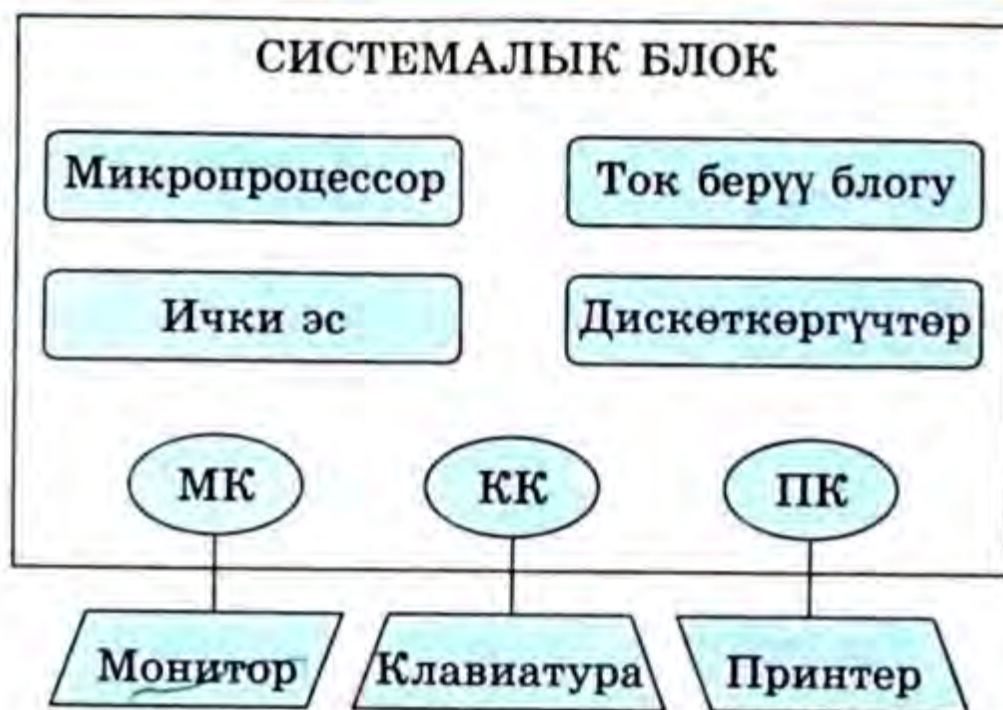 СИСТЕМАЛЫК БЛОК
Микропроцессор
Ток берүү блогу
Ички эс
Дискөткөргүчтөр
МК
КК
ПК
Монитор
Клавиатура
Принтер